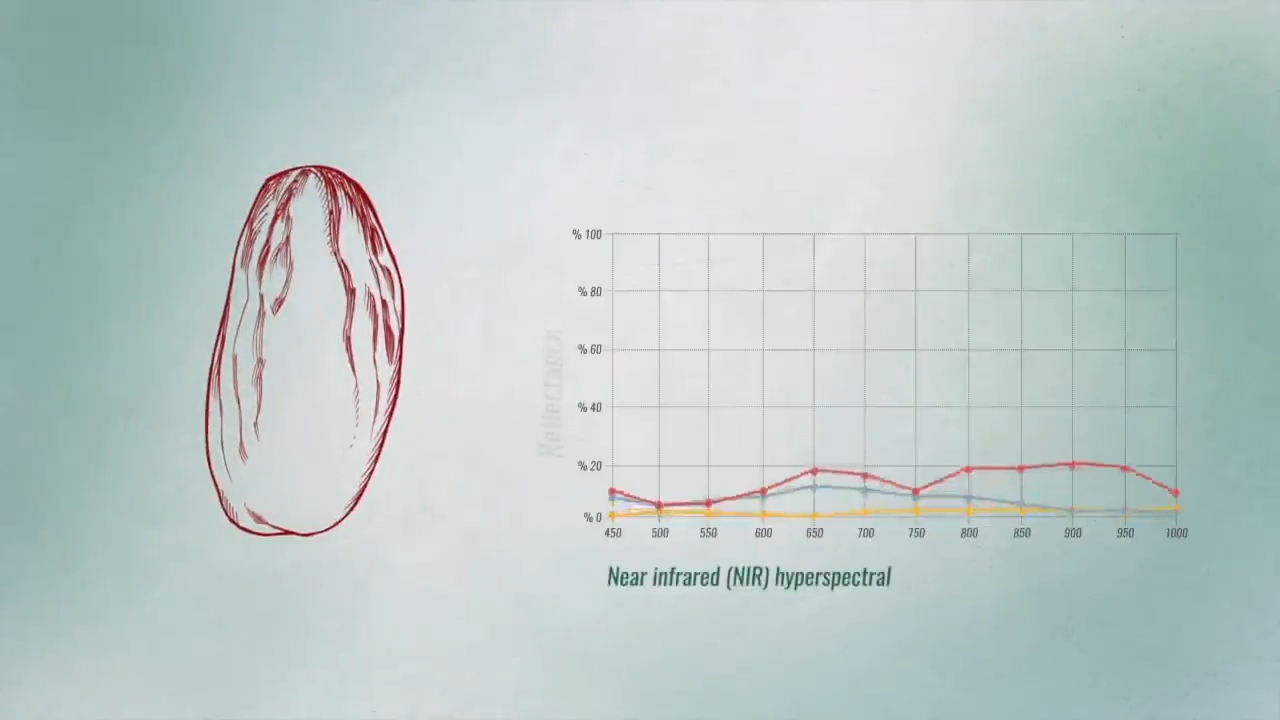 % 100
% 80
% 60
Reflectance
% 40
% 20
% 0
450 500 550 600 650 700 750 800 850 900 950 1000
Near infrared (NIR) hyperspectral